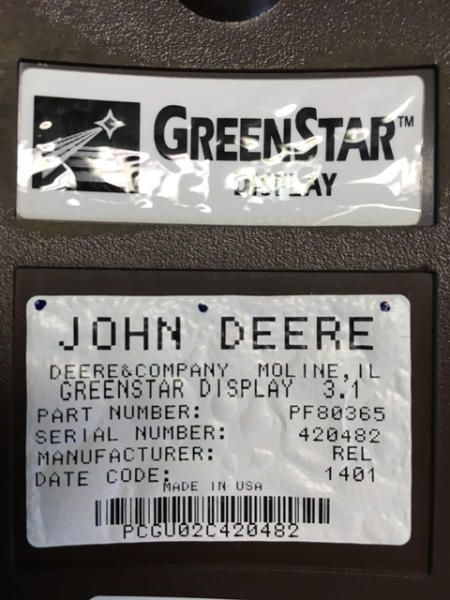 GREENSTAR™
DISPLAY
JOHN DEERE
DEERE&COMPANY MOLINE, IL
GREENSTAR DISPLAY 3.1
PART NUMBER: PF80365
SERIAL NUMBER: 420482
MANUFACTURER: REL
DATE CODE: 1401
MADE IN USA
PCGU02C420482